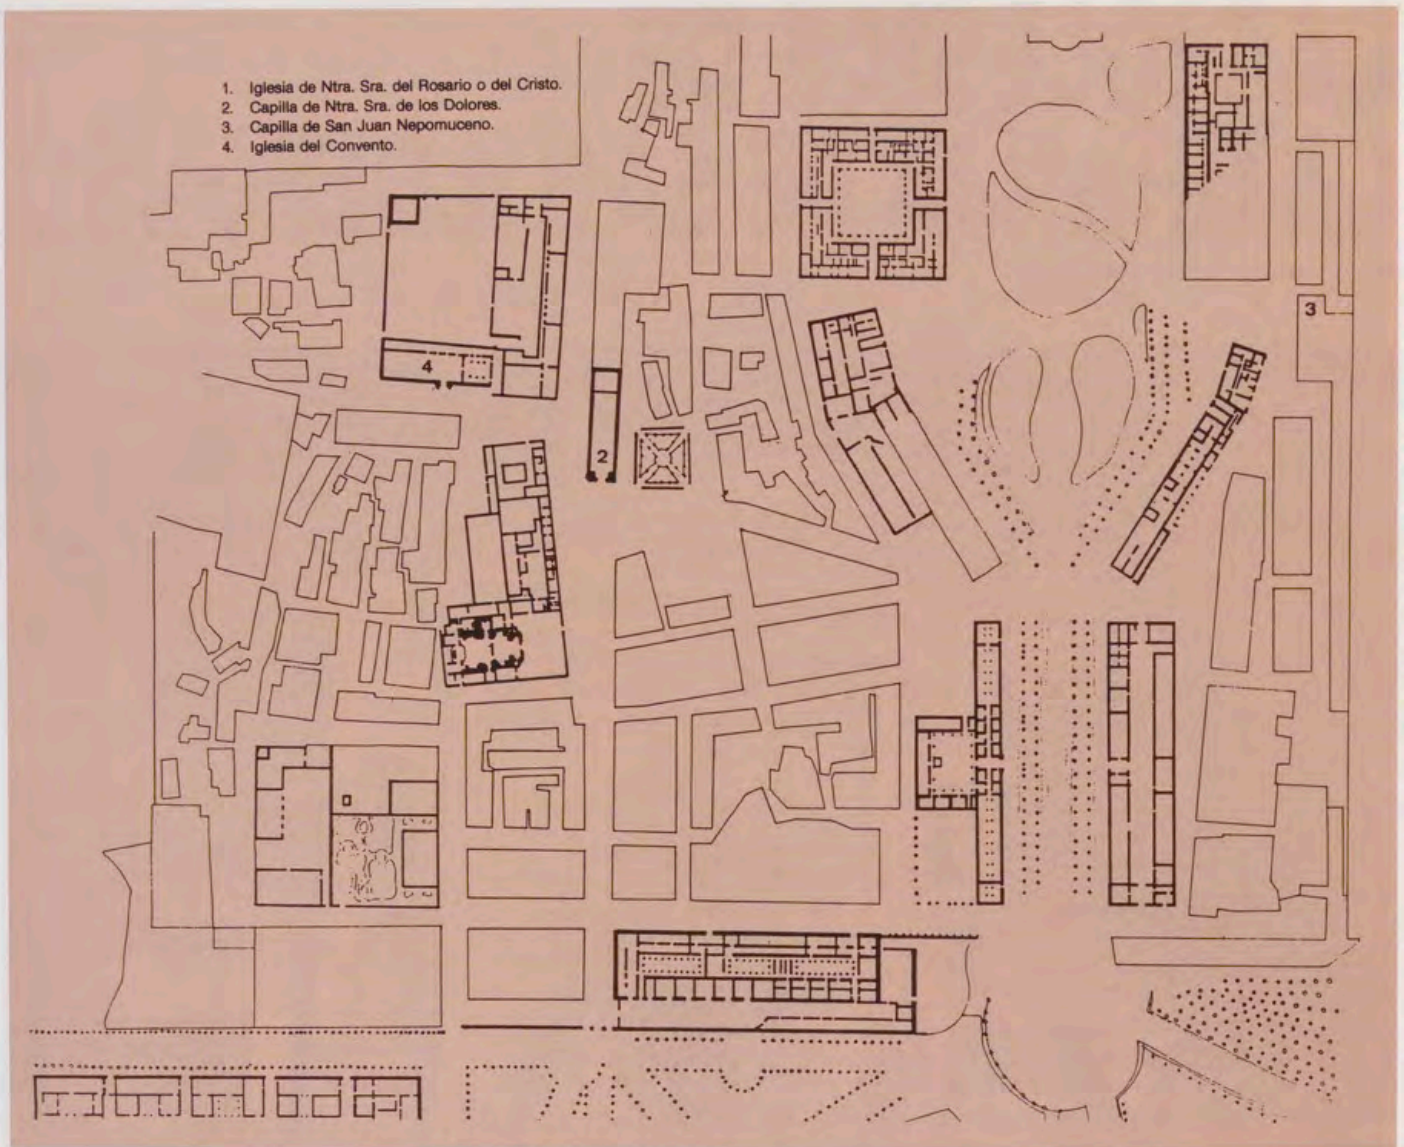 1. Iglesia de Ntra. Sra. del Rosario o del Cristo.
2. Capilla de Ntra. Sra. de los Dolores.
3. Capilla de San Juan Nepomuceno.
4. Iglesia del Convento.
3
4
2